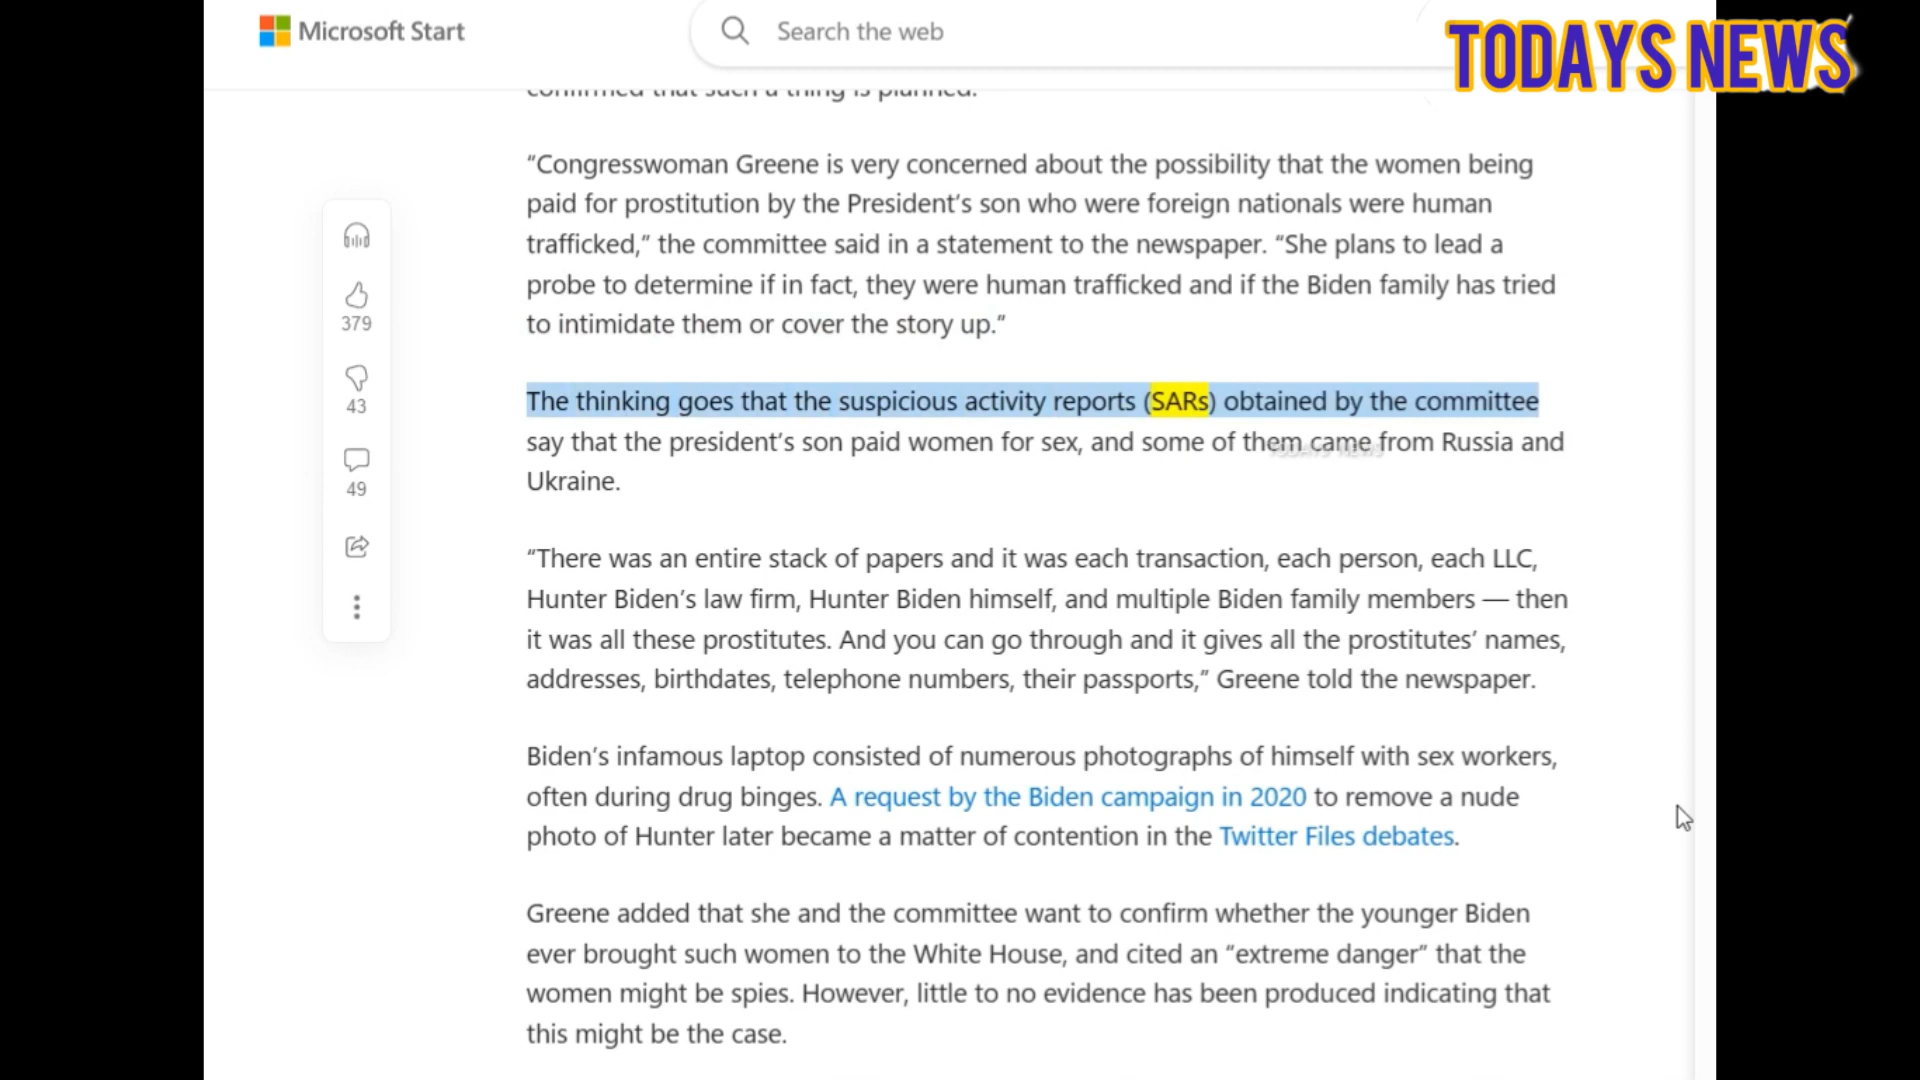 Microsoft Start
Search the web
TODAYS NEWS
confirmed that such a thing is planned.
“Congresswoman Greene is very concerned about the possibility that the women being
paid for prostitution by the President’s son who were foreign nationals were human
trafficked,” the committee said in a statement to the newspaper. “She plans to lead a
probe to determine if in fact, they were human trafficked and if the Biden family has tried
to intimidate them or cover the story up.”
379
43
49
The thinking goes that the suspicious activity reports (SARs) obtained by the committee
say that the president’s son paid women for sex, and some of them came from Russia and
TODAYS NEWS
Ukraine.
“There was an entire stack of papers and it was each transaction, each person, each LLC,
Hunter Biden’s law firm, Hunter Biden himself, and multiple Biden family members — then
it was all these prostitutes. And you can go through and it gives all the prostitutes’ names,
addresses, birthdates, telephone numbers, their passports,” Greene told the newspaper.
Biden’s infamous laptop consisted of numerous photographs of himself with sex workers,
often during drug binges. A request by the Biden campaign in 2020 to remove a nude
photo of Hunter later became a matter of contention in the Twitter Files debates.
Greene added that she and the committee want to confirm whether the younger Biden
ever brought such women to the White House, and cited an “extreme danger” that the
women might be spies. However, little to no evidence has been produced indicating that
this might be the case.